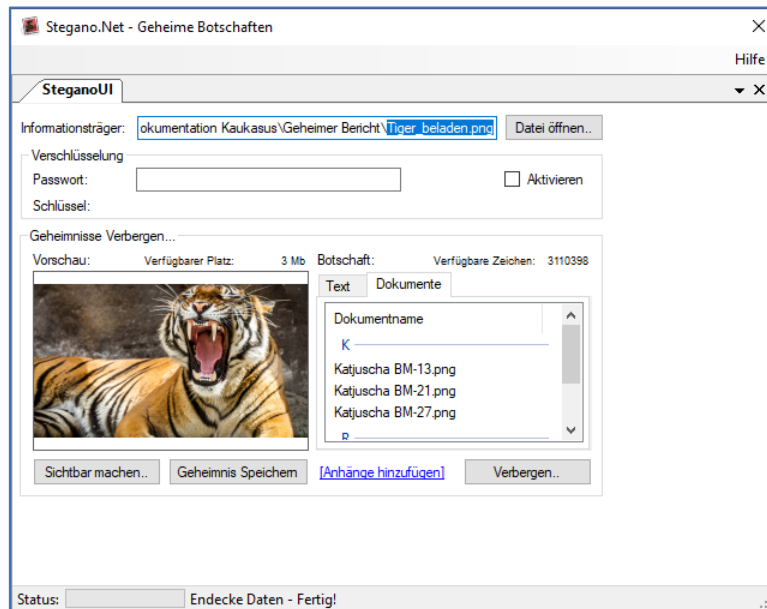 Stegano.Net - Geheime Botschaften
Hilfe
SteganoUI
Informationsträger: okumentation Kaukasus\Geheimer Bericht\Tiger_beladen.png Datei öffnen..
Verschlüsselung
Passwort: Aktivieren
Schlüssel:
Geheimnisse Verbergen...
Vorschau: Verfügbarer Platz: 3 Mb Botschaft: Verfügbare Zeichen: 3110398
Text Dokumente
Dokumentname
K
Katjuscha BM-13.png
Katjuscha BM-21.png
Katjuscha BM-27.png
R
Sichtbar machen.. Geheimnis Speichern [Anhänge hinzufügen] Verbergen..
Status: Endecke Daten - Fertig!